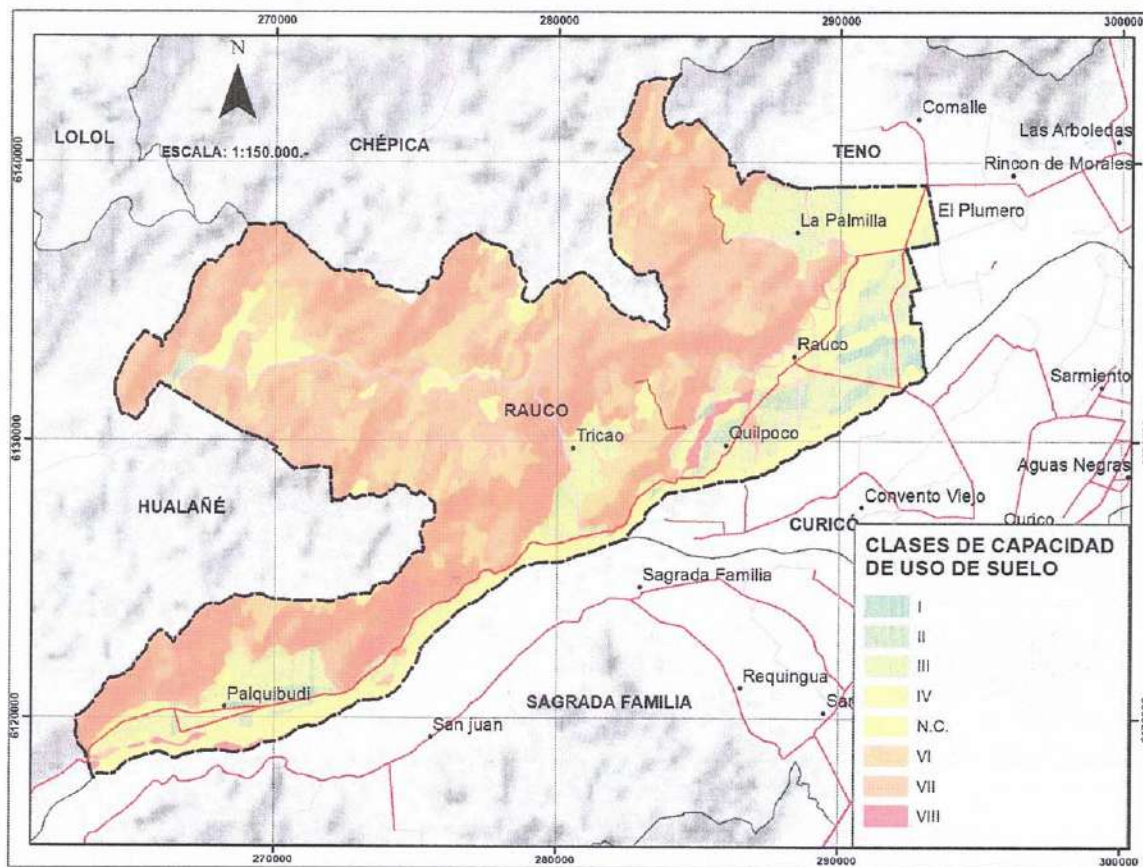 270000
280000
290000
300000
N
LOLOL
CHÉPICA
ESCALA: 1:150.000.-
TENO
Comalle
Las Arboledas
Rincon de Morales
6140000
6140000
El Plumero
La Palmilla
Rauco
Sarmiento
RAUCO
Tricao
Quilpoco
6130000
6130000
Aguas Negras
HUALAÑÉ
Convento Viejo
CURICÓ
Curico
CLASES DE CAPACIDAD
DE USO DE SUELO
I
II
III
IV
N.C.
VI
VII
VIII
Sagrada Familia
Requingua
SAGRADA FAMILIA
Palquibudi
San juan
6120000
270000
280000
290000
300000